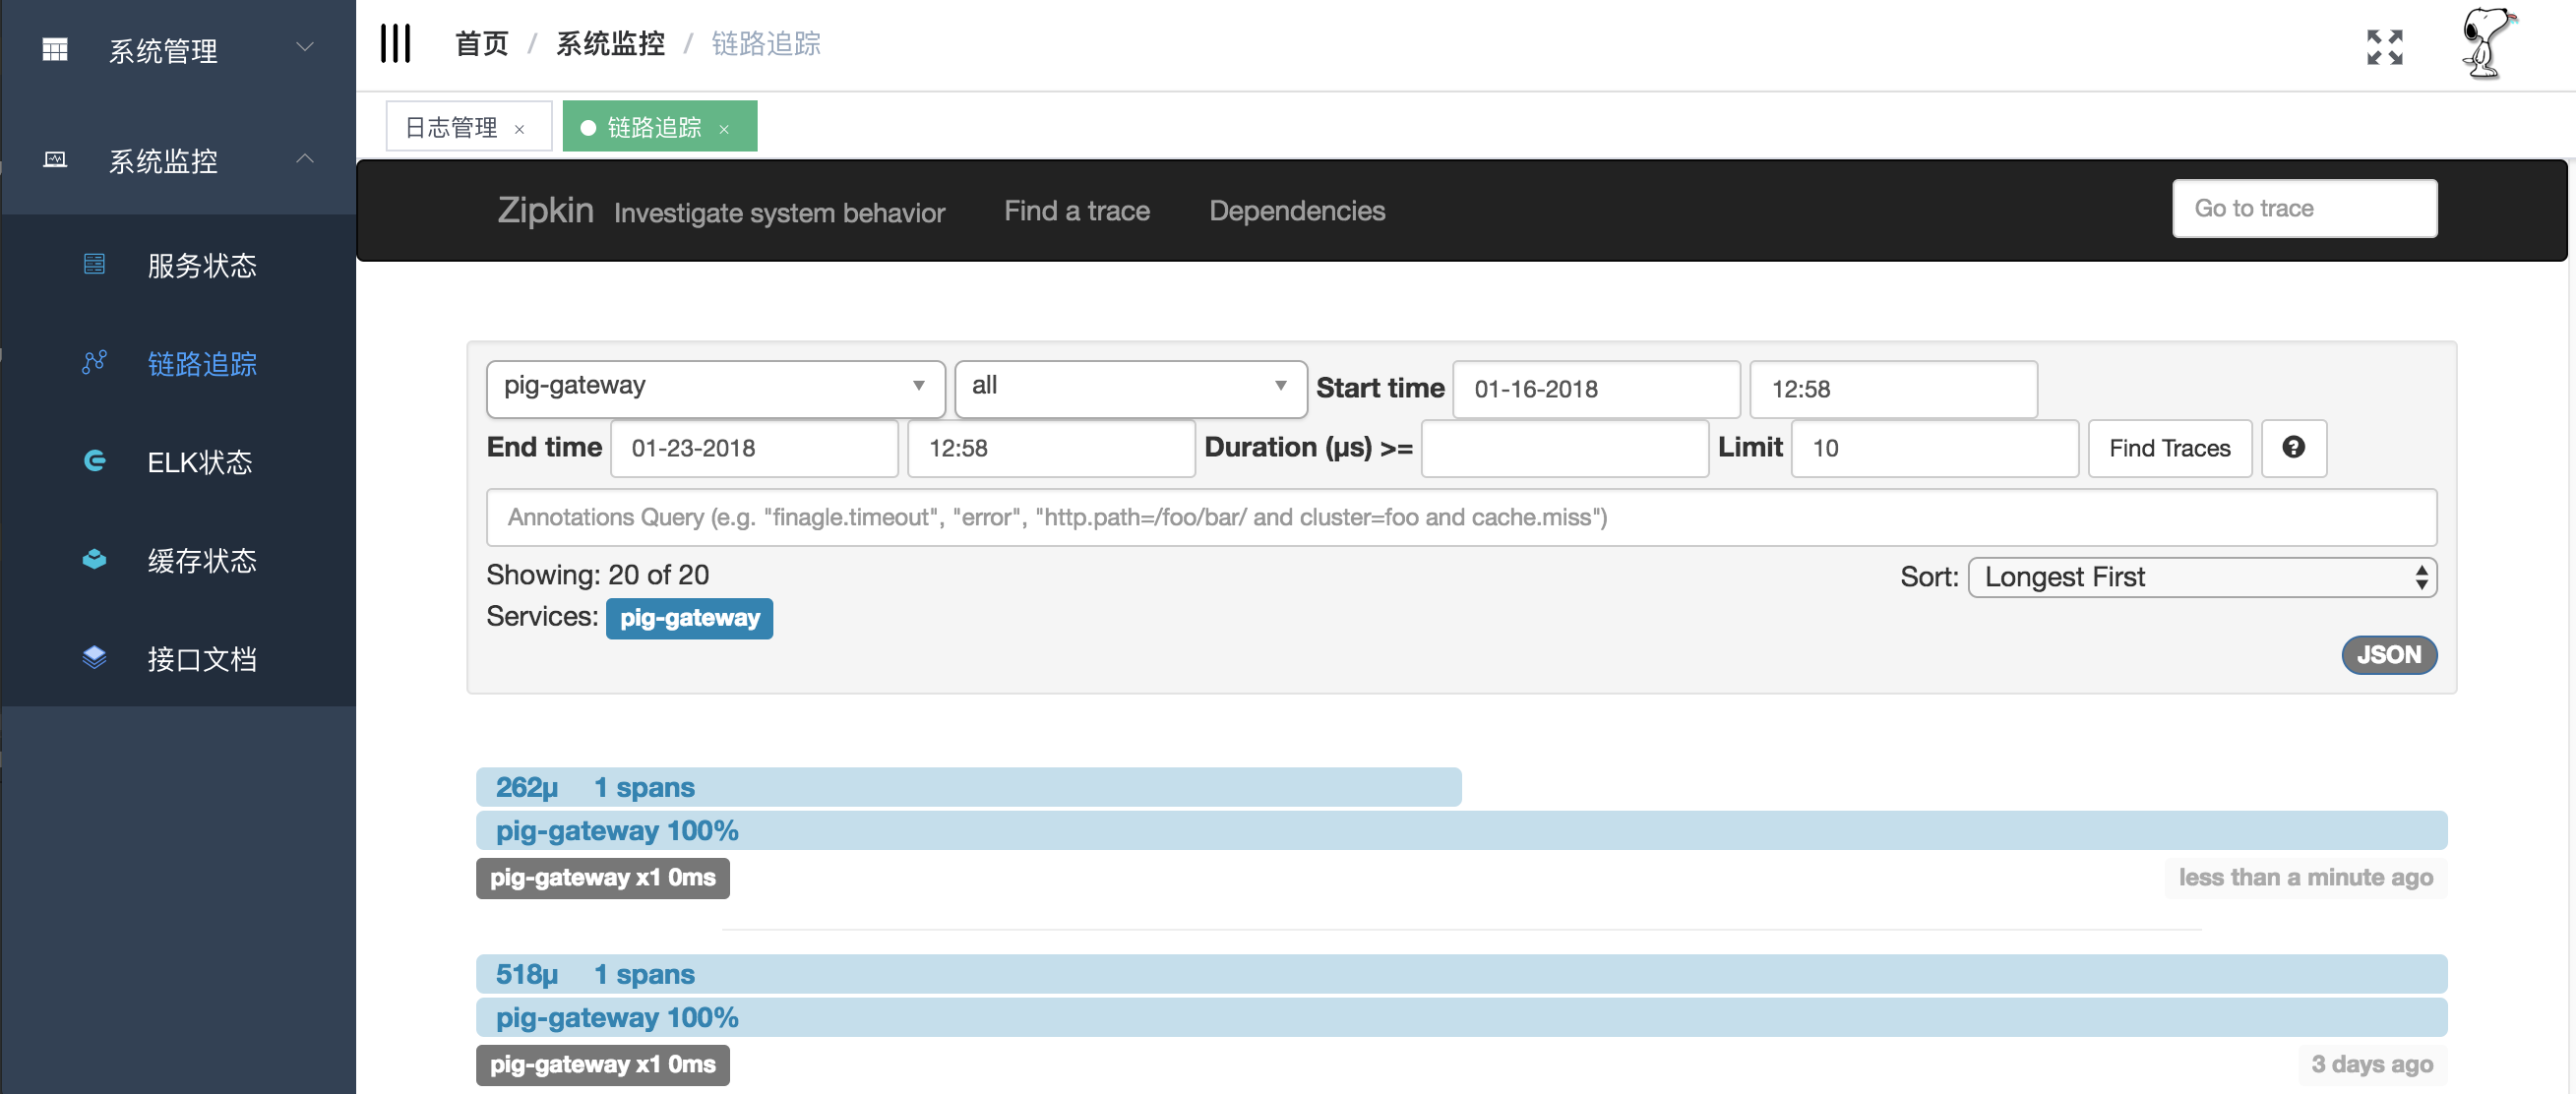 系统管理
系统监控
服务状态
链路追踪
ELK状态
缓存状态
接口文档
首页 / 系统监控 / 链路追踪
日志管理 × 链路追踪 ×
Zipkin Investigate system behavior Find a trace Dependencies Go to trace
pig-gateway all Start time 01-16-2018 12:58
End time 01-23-2018 12:58 Duration (μs) >= Limit 10 Find Traces ?
Annotations Query (e.g. "finagle.timeout", "error", "http.path=/foo/bar/ and cluster=foo and cache.miss")
Showing: 20 of 20 Sort: Longest First
Services: pig-gateway
JSON
262μ 1 spans
pig-gateway 100%
pig-gateway x1 0ms less than a minute ago
518μ 1 spans
pig-gateway 100%
pig-gateway x1 0ms 3 days ago